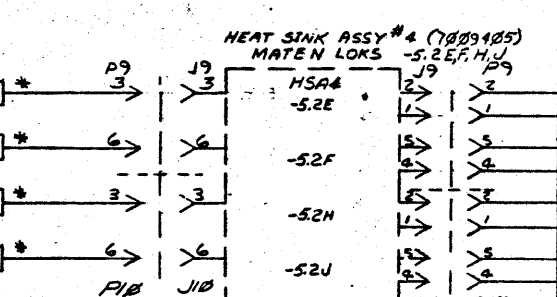 HEAT SINK ASSY #4 (7009405)
MATE N LOKS -5.2E,F,H,J
P9 J9 HSA4 J9 P9
* 3 3 2 2
-5.2E
1 1
* 6 6 5 5
-5.2F
4 4
* 3 3 2 2
-5.2H
1 1
* 6 6 5 5
-5.2J
4 4
P10 J10